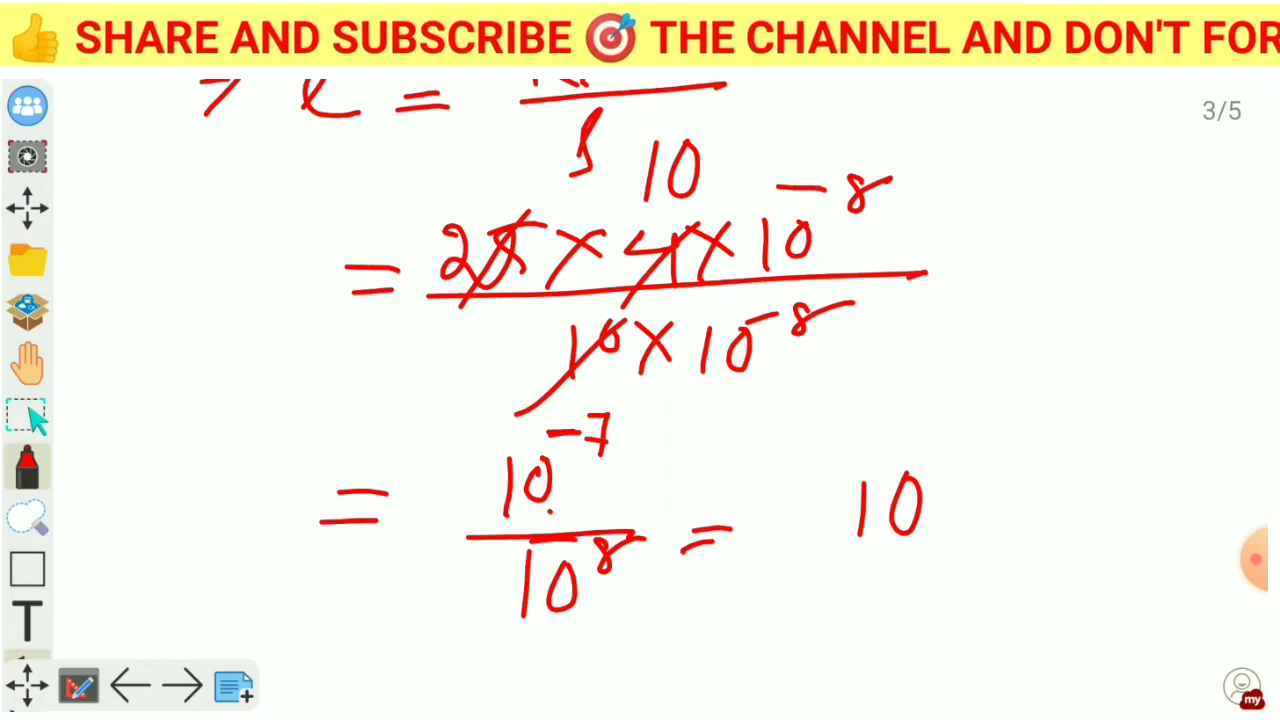 👍 SHARE AND SUBSCRIBE 🎯 THE CHANNEL AND DON'T FOR
3/5
l =
ρ
10
= 25 × 4 × 10⁻⁸
10 × 10⁻⁸
= 10⁻⁷ / 10⁻⁸ = 10
T
my